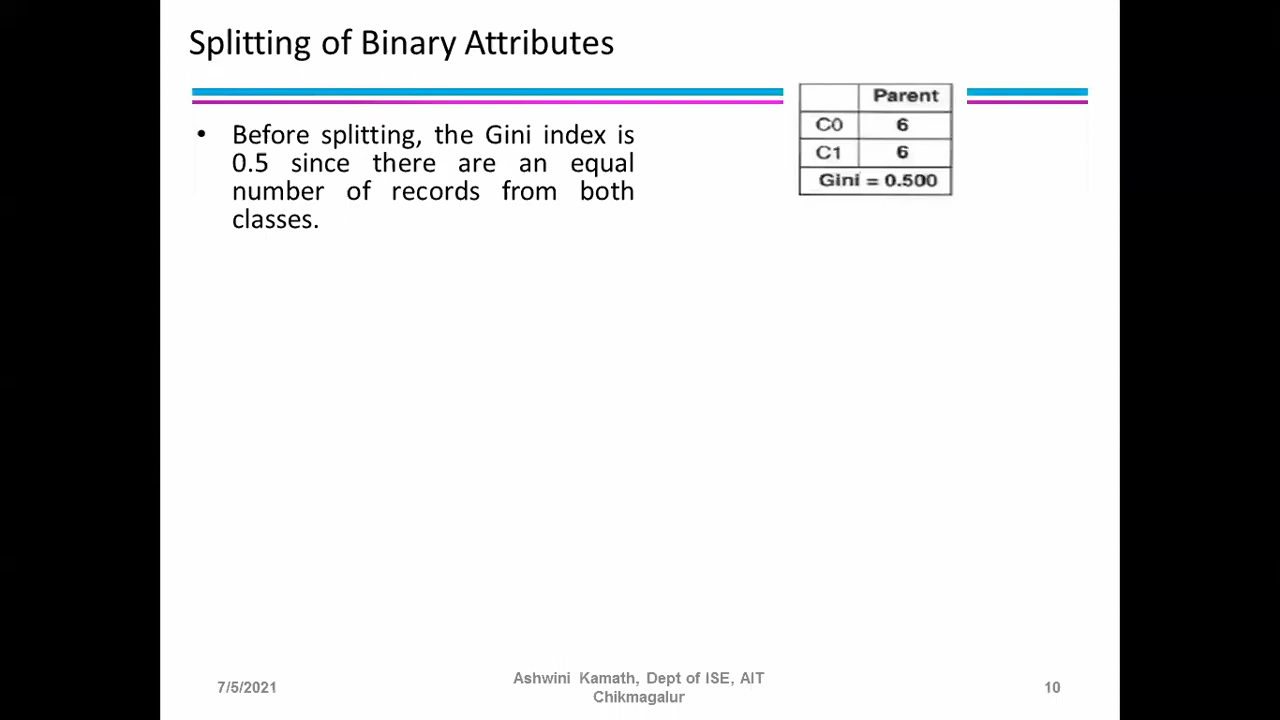 Splitting of Binary Attributes
Parent
C0 6
C1 6
Gini = 0.500
• Before splitting, the Gini index is
0.5 since there are an equal
number of records from both
classes.
7/5/2021
Ashwini Kamath, Dept of ISE, AIT
Chikmagalur
10